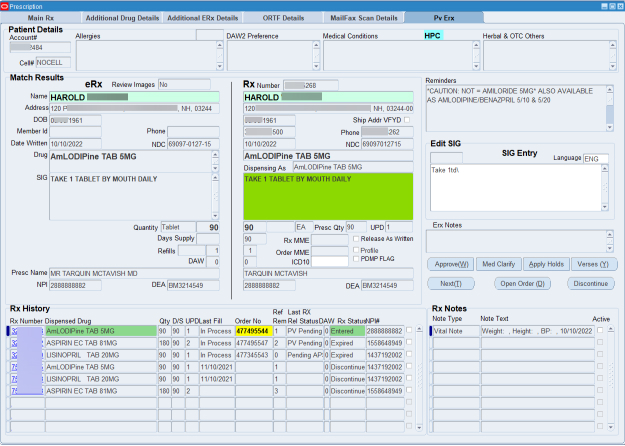 Prescription
Main Rx Additional Drug Details Additional ERx Details ORTF Details MailFax Scan Details Pv Erx
Patient Details
Account# Allergies DAW2 Preference Medical Conditions HPC Herbal & OTC Others
2484
Cell# NOCELL
Match Results
eRx Review Images No
Rx Number 268
Reminders
*CAUTION: NOT = AMILORIDE 5MG* ALSO AVAILABLE
AS AMLODIPINE/BENAZPRIL 5/10 & 5/20
Name HAROLD HAROLD
Address 120 P , NH, 03244 120 , NH, 03244-00
DOB 1961 1961 Ship Addr VFYD
Member Id Phone 500 Phone 262
Date Written 10/10/2022 NDC 69097-0127-15 10/10/2022 NDC 69097012715
Drug AmLODIPine TAB 5MG AmLODIPine TAB 5MG
Dispensing As AmLODIPine TAB 5MG
SIG TAKE 1 TABLET BY MOUTH DAILY TAKE 1 TABLET BY MOUTH DAILY
Edit SIG
SIG Entry Language ENG
Take 1td\
Quantity Tablet 90 90 EA Presc Qty 90 UPD 1
Days Supply 90 Rx MME Release As Written
Refills 1 1 Order MME Profile
DAW 0 0 ICD10 PDMP FLAG
Erx Notes
Presc Name MR TARQUIN MCTAVISH MD TARQUIN MCTAVISH
NPI 2888888882 DEA BM3214549 2888888882 DEA BM3214549
Approve(W) Med Clarify Apply Holds Verses (Y)
Next(T) Open Order (D) Discontinue
Rx History
Rx Number Dispensed Drug Qty D/S UPD Last Fill Order No Ref Rem Last RX Rel Status DAW Rx Status NPI#
32 3 AmLODIPine TAB 5MG 90 90 1 In Process 477495544 1 PV Pending 0 Entered 2888888882
32 ASPIRIN EC TAB 81MG 180 90 2 In Process 477495547 2 PV Pending 0 Expired 1558648949
32 LISINOPRIL TAB 20MG 90 90 1 In Process 477345543 0 Pending AP 0 Expired 1437192002
75 AmLODIPine TAB 5MG 90 90 1 11/10/2021 1 0 Discontinue 1437192002
75 LISINOPRIL TAB 20MG 90 90 1 11/10/2021 1 0 Discontinue 1437192002
75 ASPIRIN EC TAB 81MG 180 90 2 3 0 Discontinue 1558648949
Rx Notes
Note Type Note Text Active
Vital Note Weight: , Height: , BP: , 10/10/2022